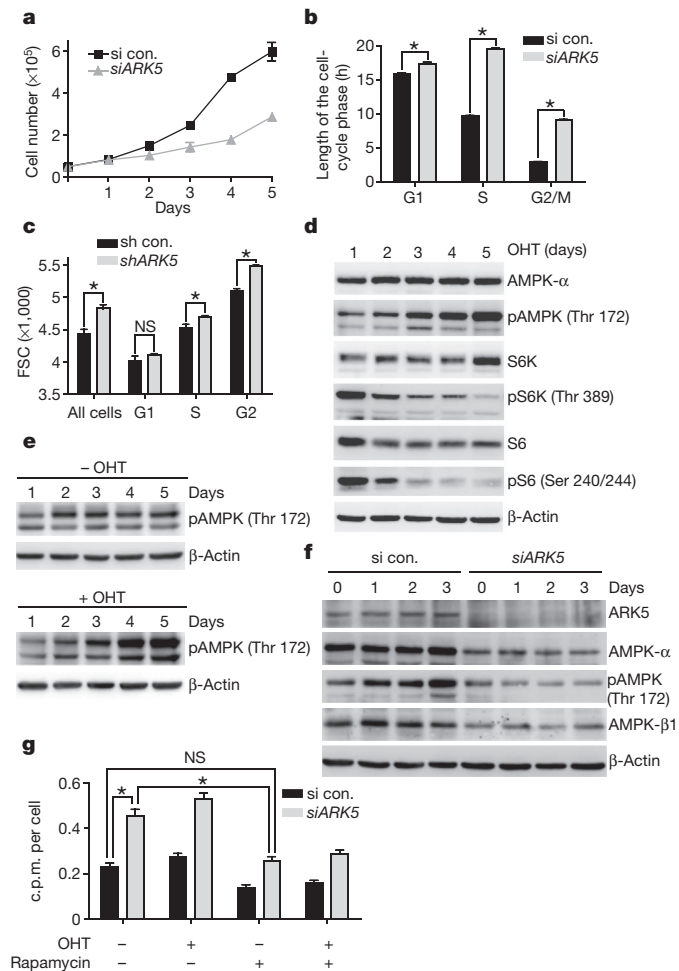 a
si con.
siARK5
Cell number (×10⁵)
6
4
2
0
1 2 3 4 5
Days
b
si con.
siARK5
Length of the cell-
cycle phase (h)
20
15
10
5
0
* * *
G1 S G2/M
c
sh con.
shARK5
FSC (×1,000)
5.5
4.5
4.5
3.5
* NS * *
All cells G1 S G2
d
1 2 3 4 5 OHT (days)
AMPK-α
pAMPK (Thr 172)
S6K
pS6K (Thr 389)
S6
pS6 (Ser 240/244)
β-Actin
e
– OHT
1 2 3 4 5 Days
pAMPK (Thr 172)
β-Actin
+ OHT
1 2 3 4 5 Days
pAMPK (Thr 172)
β-Actin
f
si con. siARK5
0 1 2 3 0 1 2 3 Days
ARK5
AMPK-α
pAMPK
(Thr 172)
AMPK-β1
β-Actin
g
NS
*
*
si con.
siARK5
c.p.m. per cell
0.6
0.4
0.2
0
OHT – + – +
Rapamycin – – + +